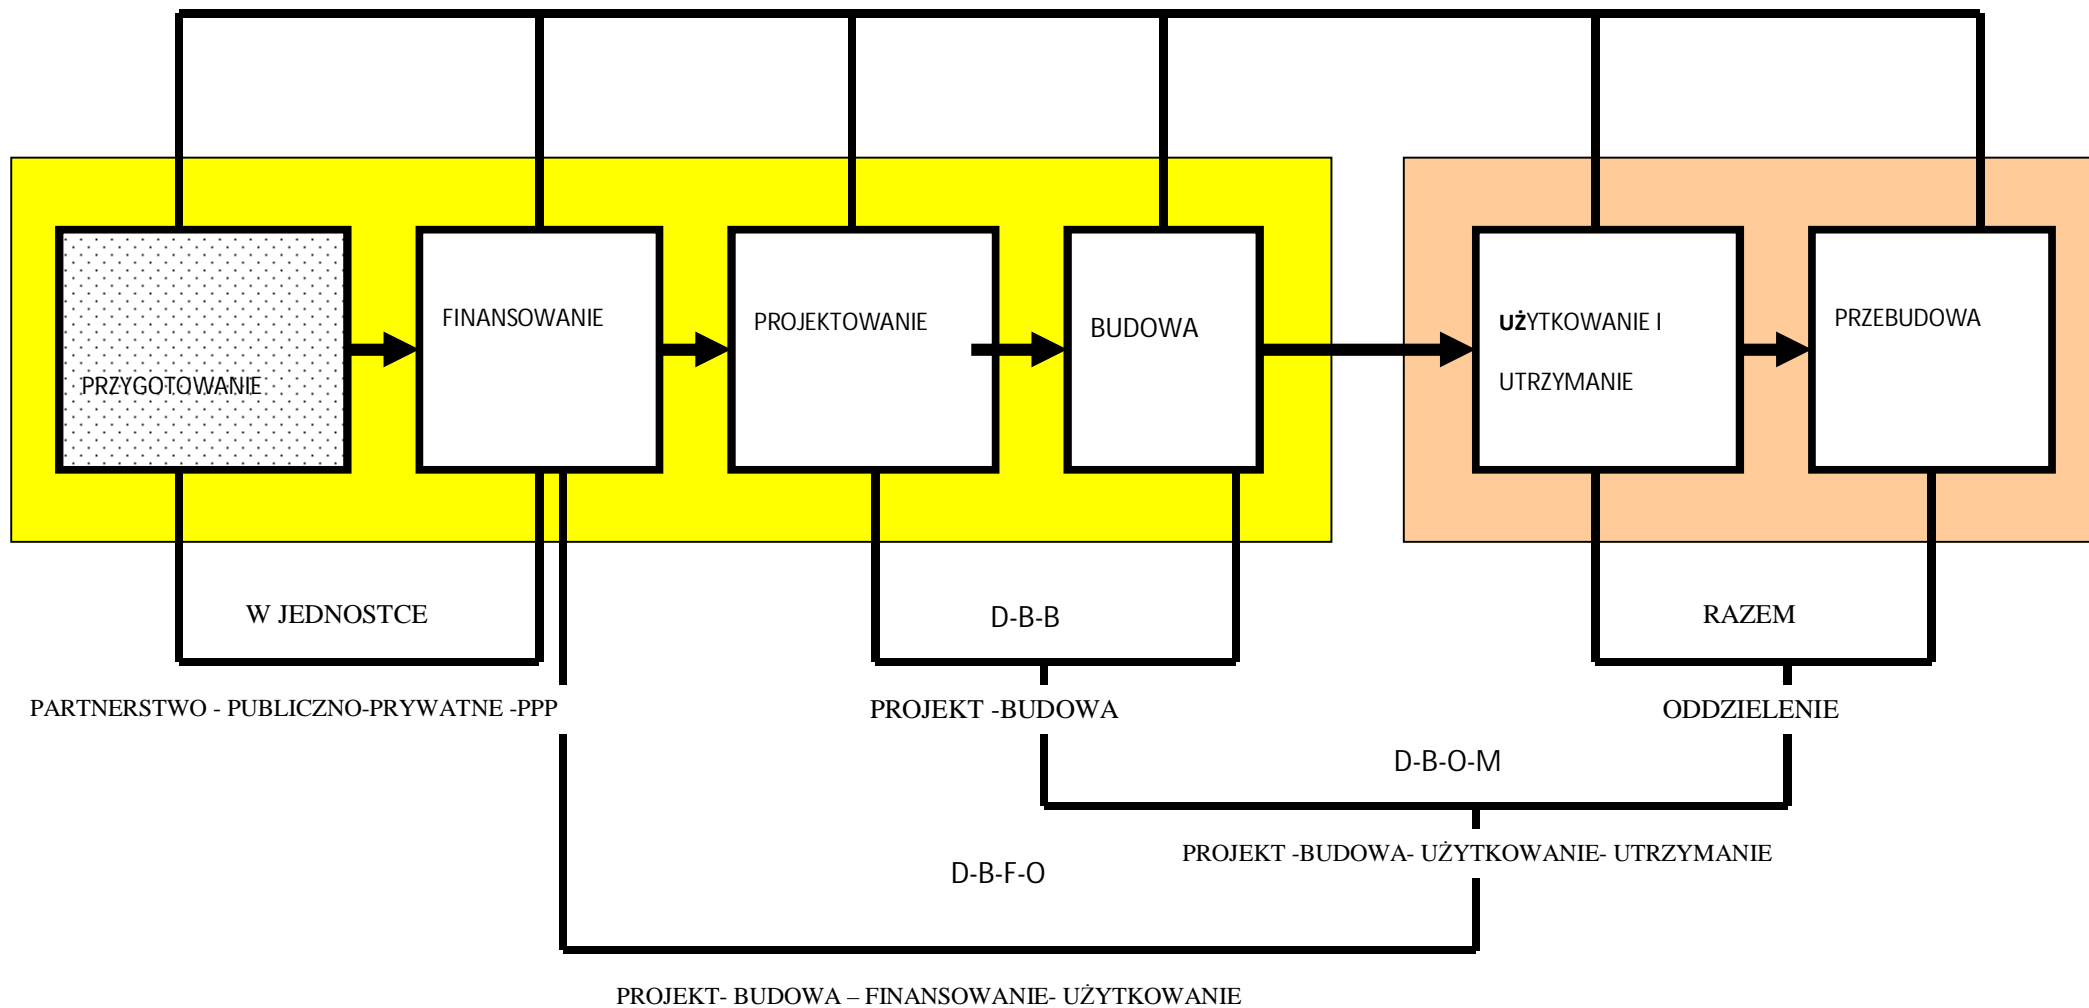 PRZYGOTOWANIE
FINANSOWANIE
PROJEKTOWANIE
BUDOWA
UŻYTKOWANIE I
UTRZYMANIE
PRZEBUDOWA
W JEDNOSTCE
D-B-B
RAZEM
PARTNERSTWO - PUBLICZNO-PRYWATNE -PPP
PROJEKT -BUDOWA
ODDZIELENIE
D-B-O-M
PROJEKT -BUDOWA- UŻYTKOWANIE- UTRZYMANIE
D-B-F-O
PROJEKT- BUDOWA – FINANSOWANIE- UŻYTKOWANIE